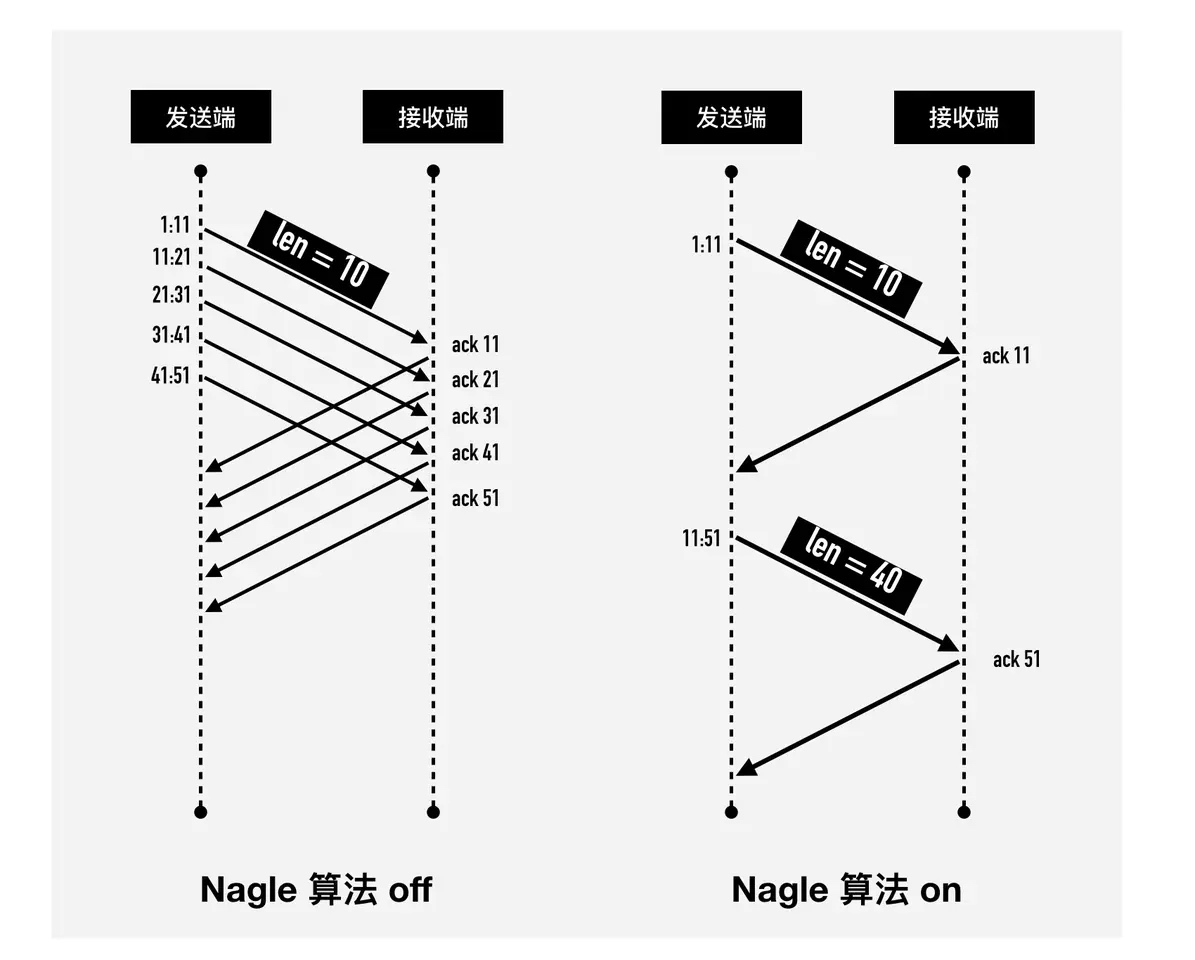 发送端
接收端
1:11
len = 10
11:21
21:31
31:41
41:51
ack 11
ack 21
ack 31
ack 41
ack 51
Nagle 算法 off
发送端
接收端
1:11
len = 10
ack 11
11:51
len = 40
ack 51
Nagle 算法 on